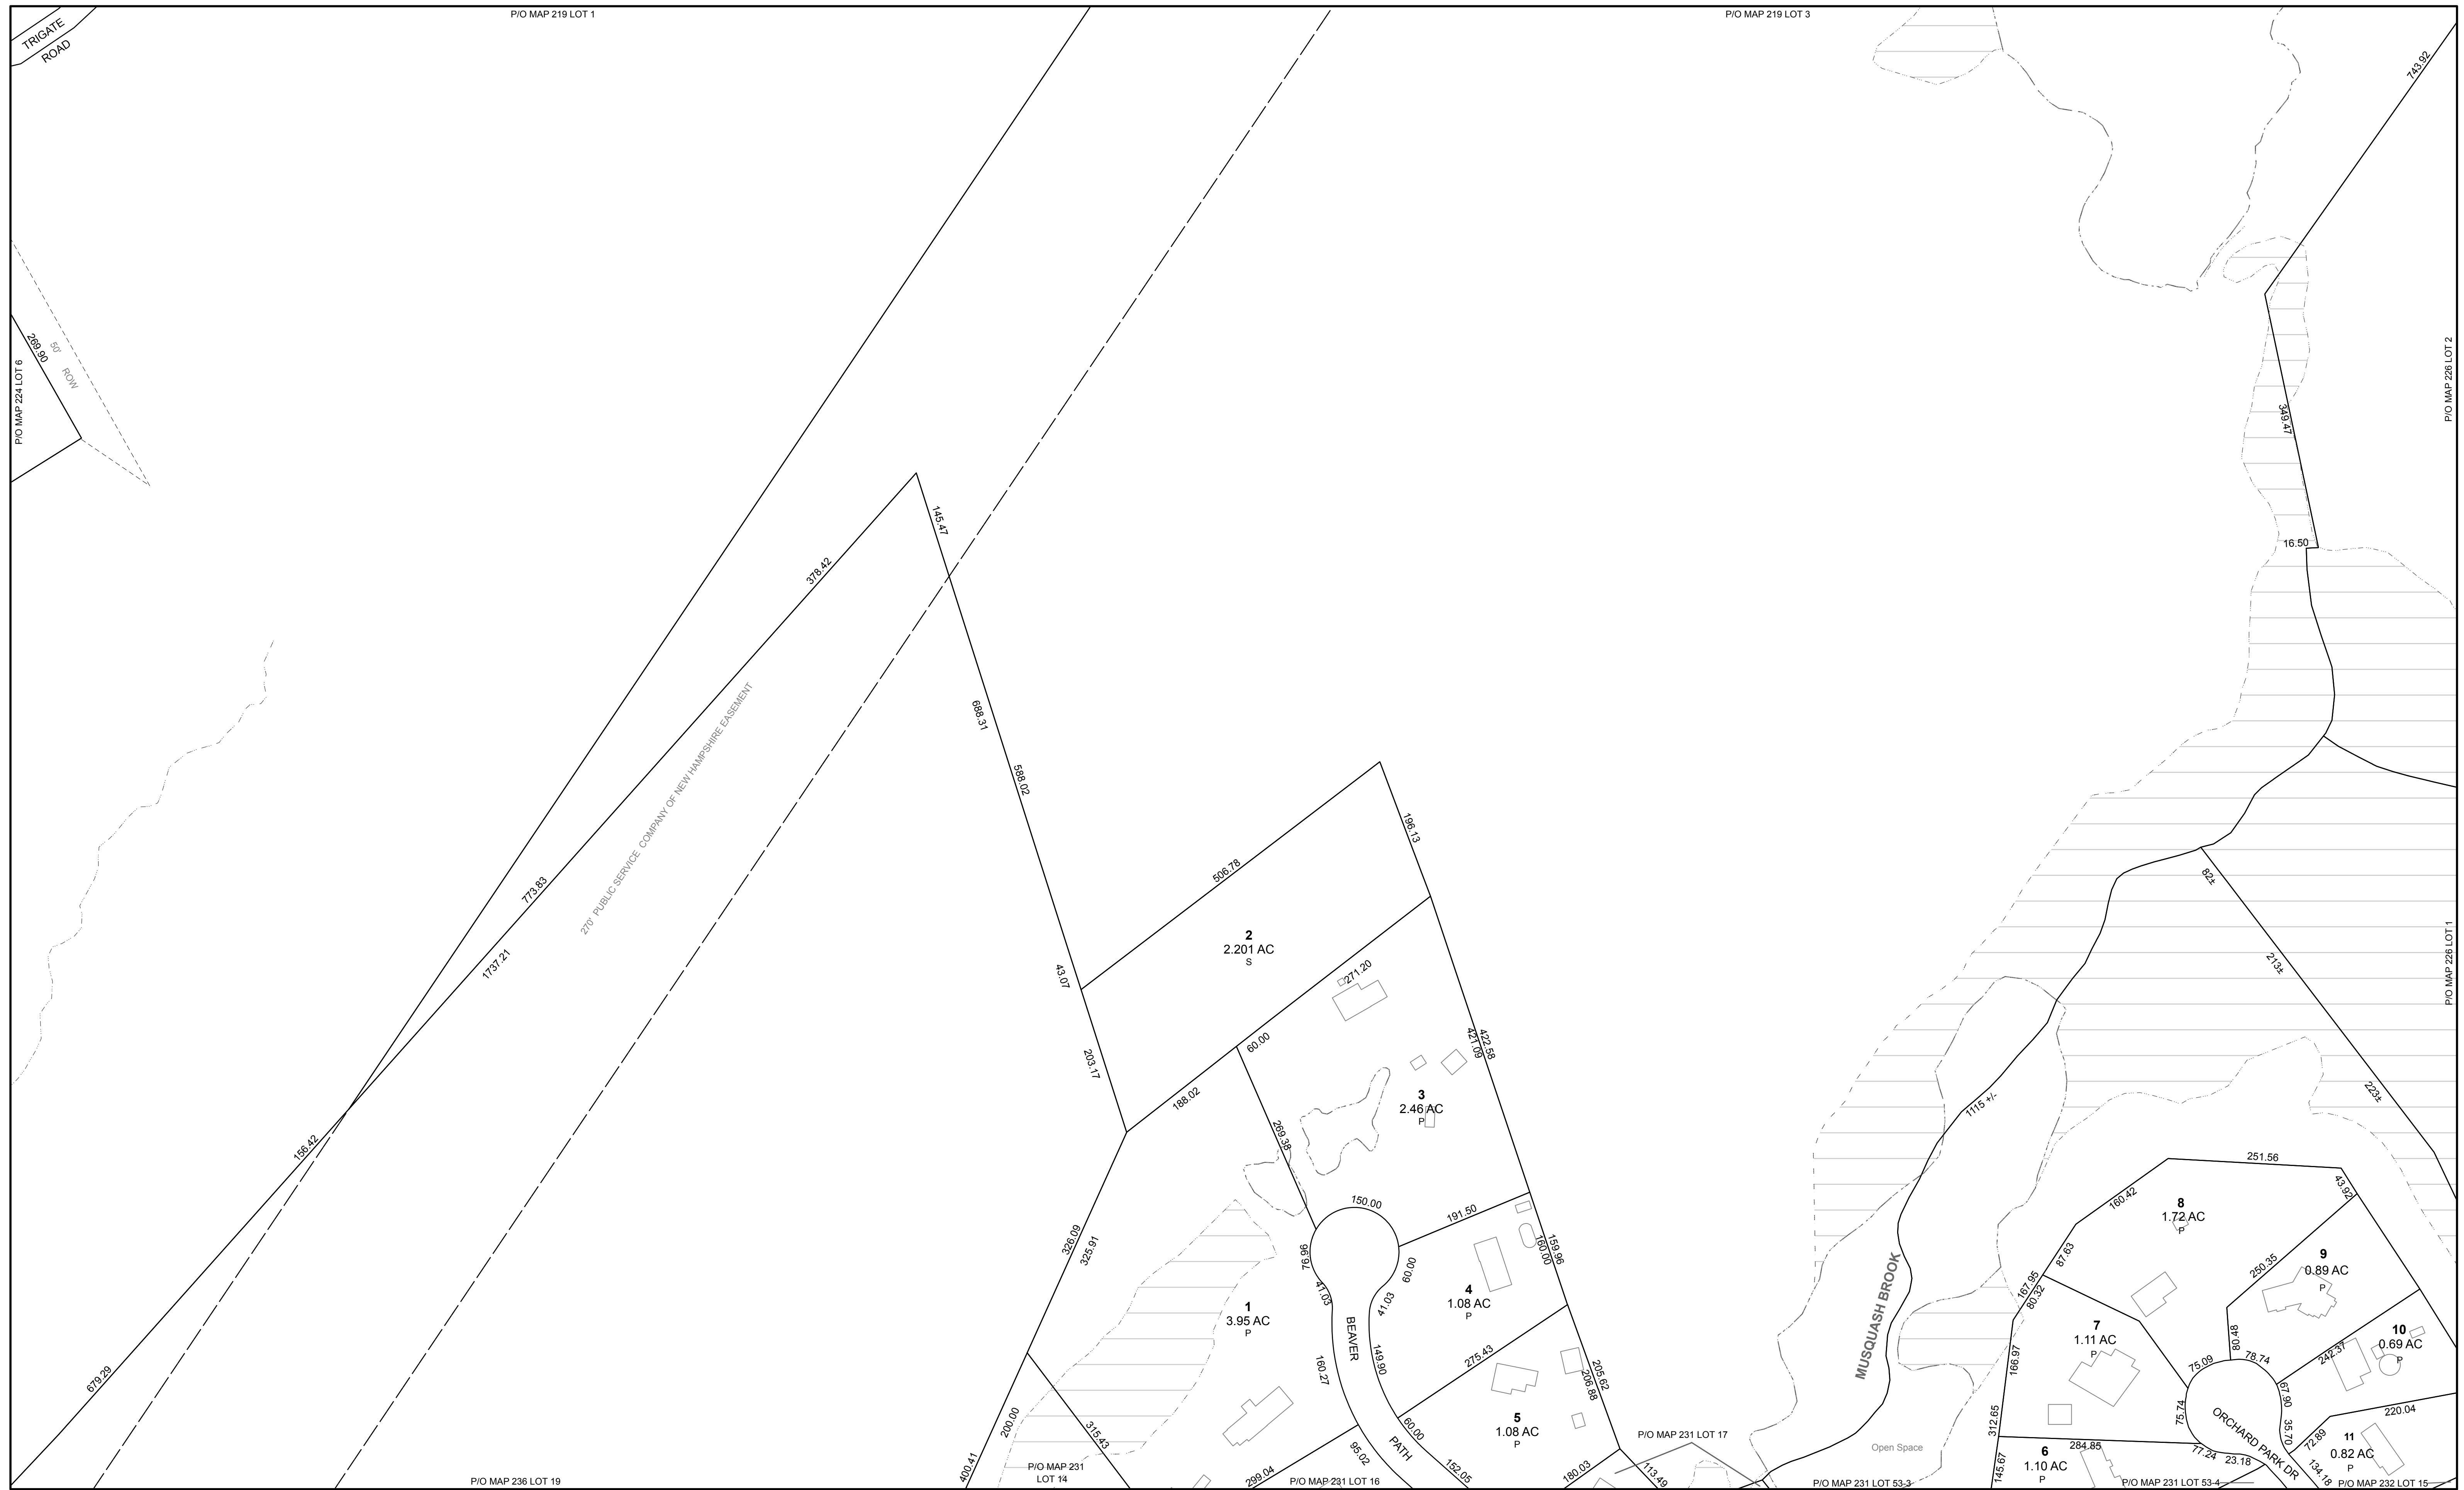 P/O MAP 219 LOT 1
P/O MAP 219 LOT 3
TRIGATE
ROAD
743.92
269.90
50'
ROW
P/O MAP 224 LOT 6
P/O MAP 226 LOT 2
349.47
16.50
145.47
378.42
688.31
588.02
270' PUBLIC SERVICE COMPANY OF NEW HAMPSHIRE EASEMENT
773.83
1737.21
196.13
506.78
2
2.201 AC
S
43.07
271.20
60.00
203.17
188.02
422.58
421.09
3
2.46 AC
P
269.38
82±
213±
P/O MAP 226 LOT 1
223±
1115 +/-
156.42
679.29
326.09
325.91
150.00
191.50
76.96
41.03
60.00
41.03
159.96
160.00
1
3.95 AC
P
4
1.08 AC
P
BEAVER
PATH
149.90
160.27
275.43
205.62
206.88
5
1.08 AC
P
60.00
95.02
152.05
299.04
180.03
113.49
200.00
400.41
315.43
MUSQUASH BROOK
Open Space
251.56
43.92
160.42
8
1.72 AC
P
87.63
167.95
80.32
250.35
9
0.89 AC
P
7
1.11 AC
P
80.48
75.09
78.74
242.37
10
0.69 AC
P
166.97
312.65
75.74
67.90
35.70
220.04
72.89
ORCHARD PARK DR
11
0.82 AC
P
6
1.10 AC
P
284.85
77.24
23.18
134.18
145.67
P/O MAP 236 LOT 19
P/O MAP 231
LOT 14
P/O MAP 231 LOT 16
P/O MAP 231 LOT 17
P/O MAP 231 LOT 53-3
P/O MAP 231 LOT 53-4
P/O MAP 232 LOT 15